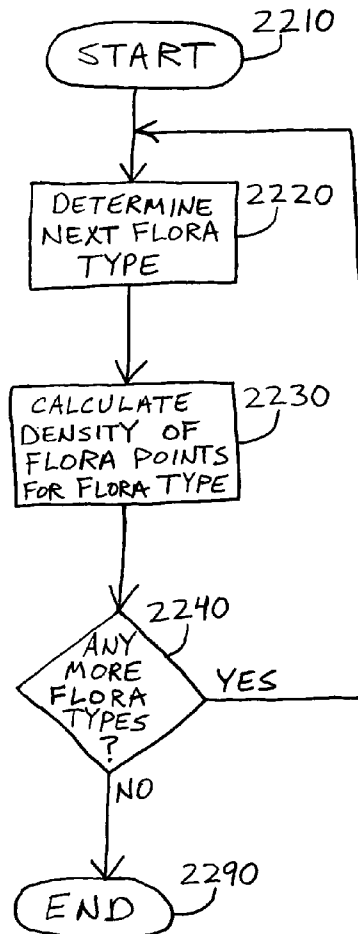 2210
START
2220
DETERMINE
NEXT FLORA
TYPE
2230
CALCULATE
DENSITY OF
FLORA POINTS
FOR FLORA TYPE
2240
ANY
MORE
FLORA
TYPES
?
YES
NO
2290
END